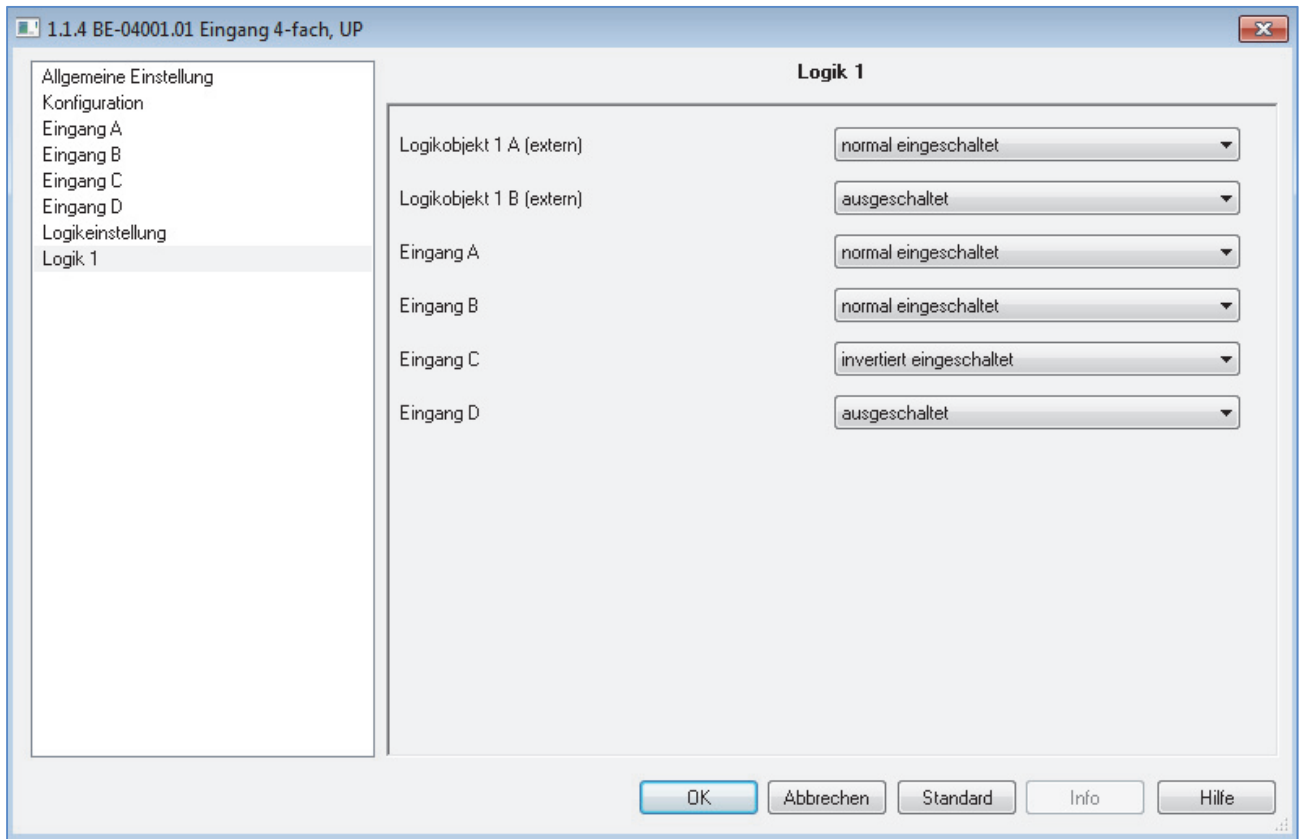 1.1.4 BE-04001.01 Eingang 4-fach, UP
Allgemeine Einstellung
Konfiguration
Eingang A
Eingang B
Eingang C
Eingang D
Logikeinstellung
Logik 1
Logik 1
Logikobjekt 1 A (extern) normal eingeschaltet
Logikobjekt 1 B (extern) ausgeschaltet
Eingang A normal eingeschaltet
Eingang B normal eingeschaltet
Eingang C invertiert eingeschaltet
Eingang D ausgeschaltet
OK Abbrechen Standard Info Hilfe